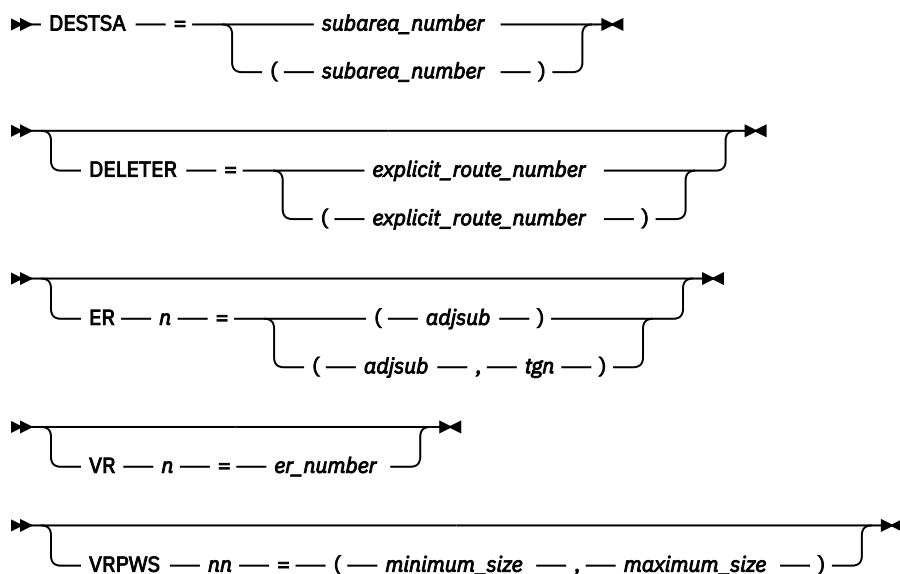 DESTSA = subarea_number
( subarea_number )
DELETER = explicit_route_number
( explicit_route_number )
ER n = ( adjsub )
( adjsub , tgn )
VR n = er_number
VRPWS nn = ( minimum_size , maximum_size )